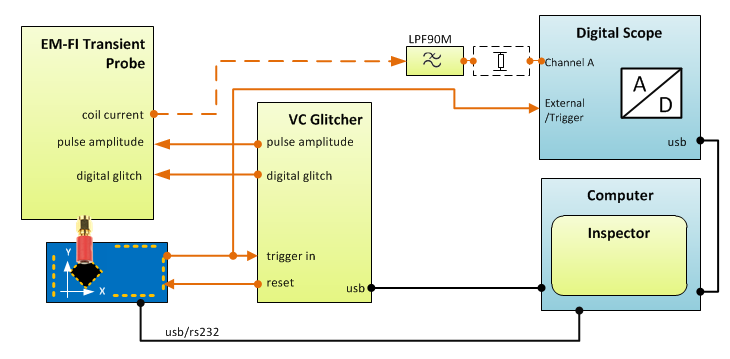 EM-FI Transient
Probe
coil current
pulse amplitude
digital glitch
VC Glitcher
pulse amplitude
digital glitch
trigger in
reset
usb
LPF90M
Digital Scope
Channel A
External
/Trigger
A
D
usb
Computer
Inspector
Y
X
usb/rs232